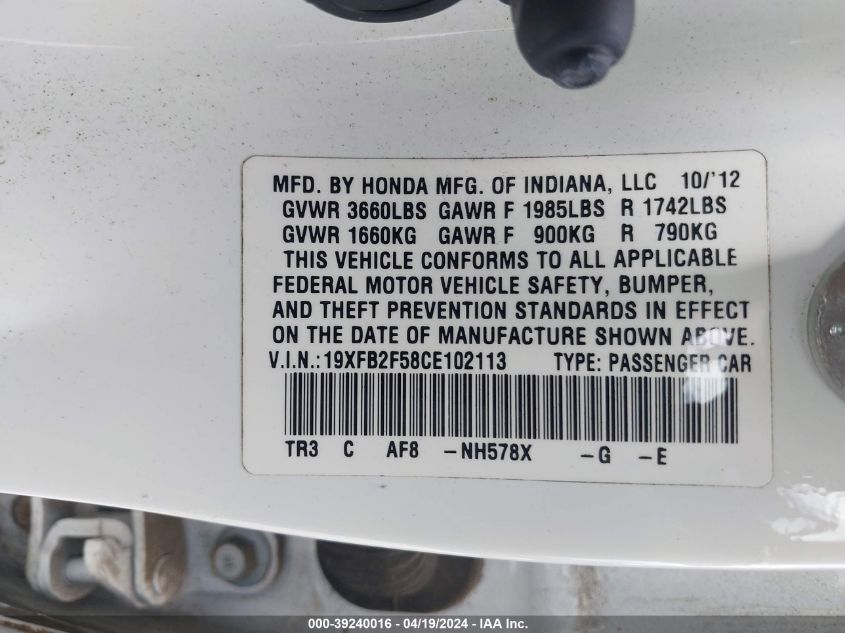 MFD. BY HONDA MFG. OF INDIANA, LLC 10/'12
GVWR 3660LBS GAWR F 1985LBS R 1742LBS
GVWR 1660KG GAWR F 900KG R 790KG
THIS VEHICLE CONFORMS TO ALL APPLICABLE
FEDERAL MOTOR VEHICLE SAFETY, BUMPER,
AND THEFT PREVENTION STANDARDS IN EFFECT
ON THE DATE OF MANUFACTURE SHOWN ABOVE.
V.I.N.:19XFB2F58CE102113 TYPE: PASSENGER CAR
TR3 C AF8 -NH578X -G -E
000-39240016 - 04/19/2024 - IAA Inc.